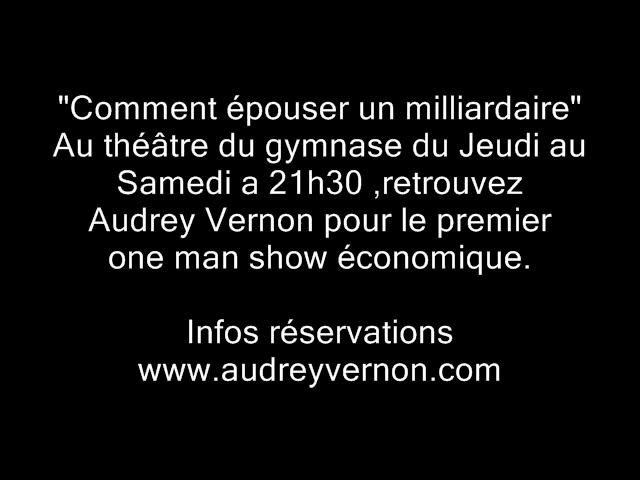 "Comment épouser un milliardaire"
Au théâtre du gymnase du Jeudi au
Samedi a 21h30 ,retrouvez
Audrey Vernon pour le premier
one man show économique.
Infos réservations
www.audreyvernon.com